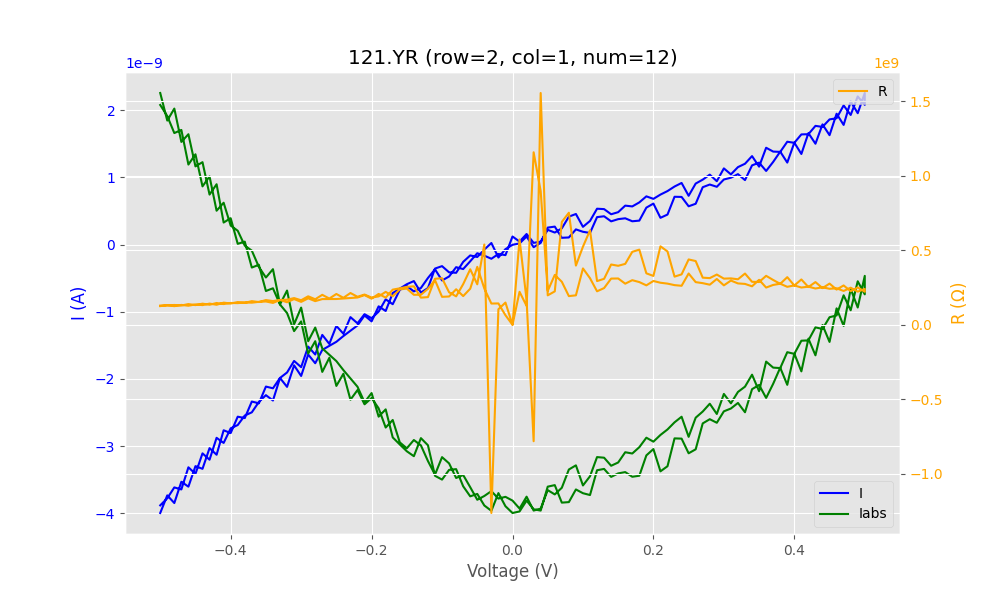 121.YR (row=2, col=1, num=12)
1e−9
1e9
R
2
1
0
−1
−2
−3
−4
I (A)
1.5
1.0
0.5
0.0
−0.5
−1.0
R (Ω)
I
Iabs
−0.4
−0.2
0.0
0.2
0.4
Voltage (V)